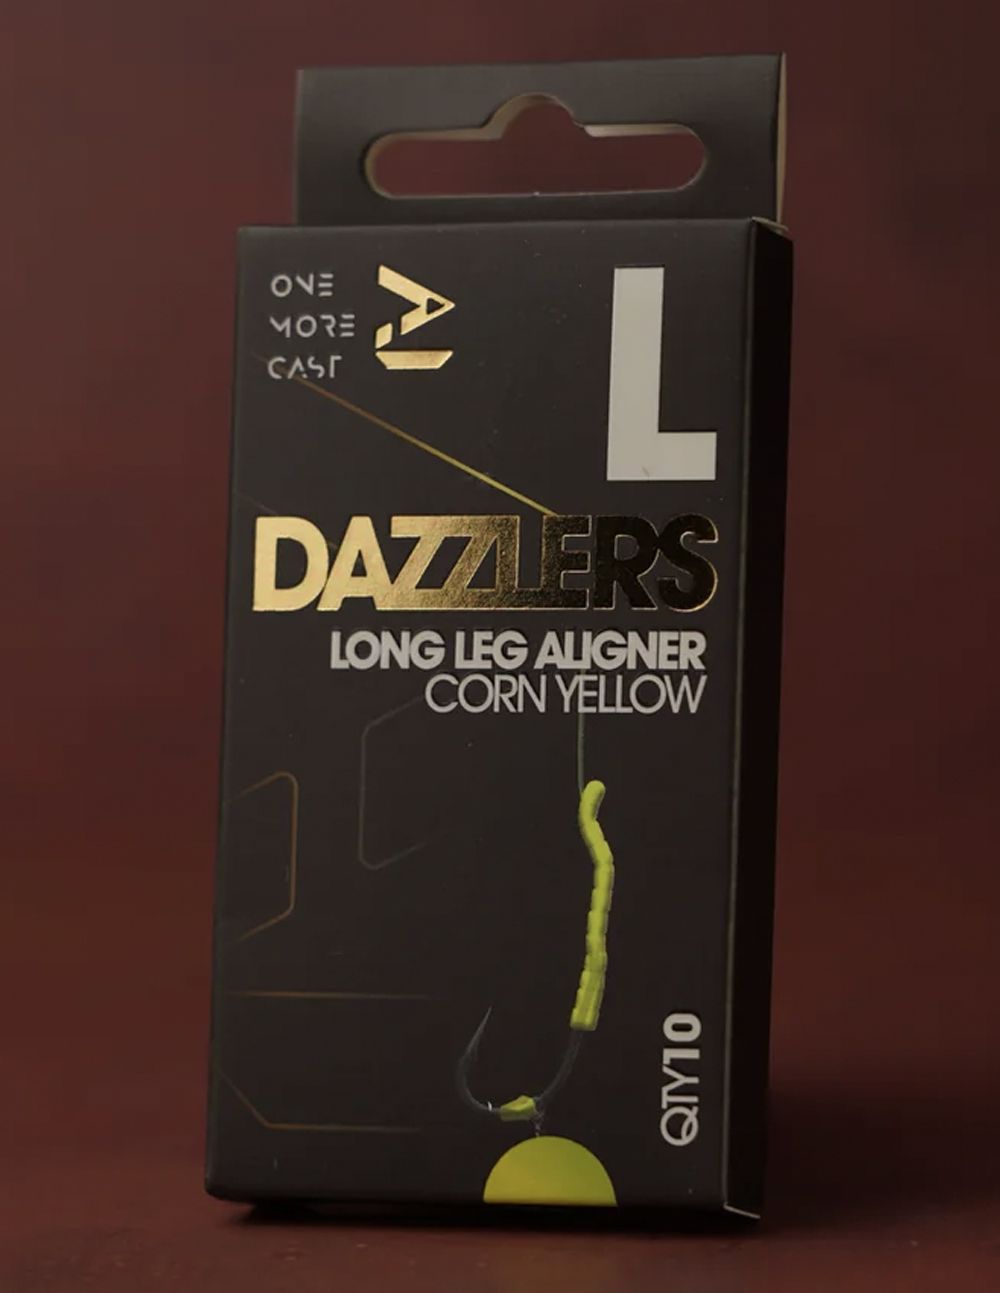 ONE
MORE
CAST
L
DAZZLERS
LONG LEG ALIGNER
CORN YELLOW
QTY10